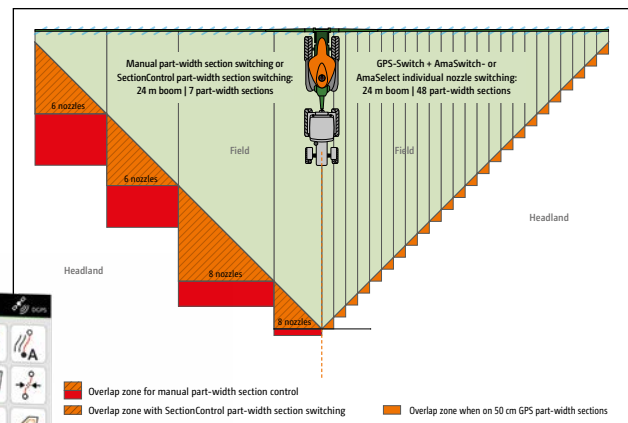 Manual part-width section switching or
SectionControl part-width section switching:
24 m boom | 7 part-width sections
GPS-Switch + AmaSwitch- or
AmaSelect individual nozzle switching:
24 m boom | 48 part-width sections
6 nozzles
Field
Field
6 nozzles
Headland
Headland
8 nozzles
DGPS
8 nozzles
A
Overlap zone for manual part-width section control
Overlap zone with SectionControl part-width section switching
Overlap zone when on 50 cm GPS part-width sections